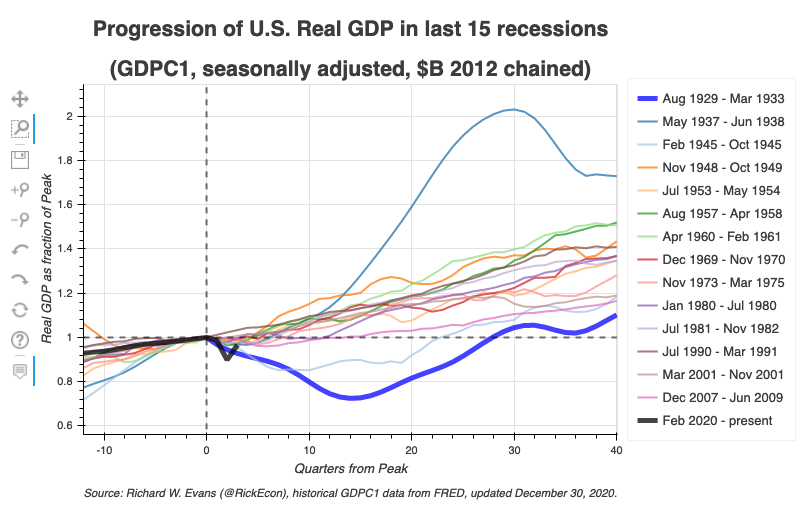 Progression of U.S. Real GDP in last 15 recessions
(GDPC1, seasonally adjusted, $B 2012 chained)
Real GDP as fraction of Peak
2
1.8
1.6
1.4
1.2
1
0.8
0.6
-10
0
10
20
30
40
Quarters from Peak
Aug 1929 - Mar 1933
May 1937 - Jun 1938
Feb 1945 - Oct 1945
Nov 1948 - Oct 1949
Jul 1953 - May 1954
Aug 1957 - Apr 1958
Apr 1960 - Feb 1961
Dec 1969 - Nov 1970
Nov 1973 - Mar 1975
Jan 1980 - Jul 1980
Jul 1981 - Nov 1982
Jul 1990 - Mar 1991
Mar 2001 - Nov 2001
Dec 2007 - Jun 2009
Feb 2020 - present
Source: Richard W. Evans (@RickEcon), historical GDPC1 data from FRED, updated December 30, 2020.